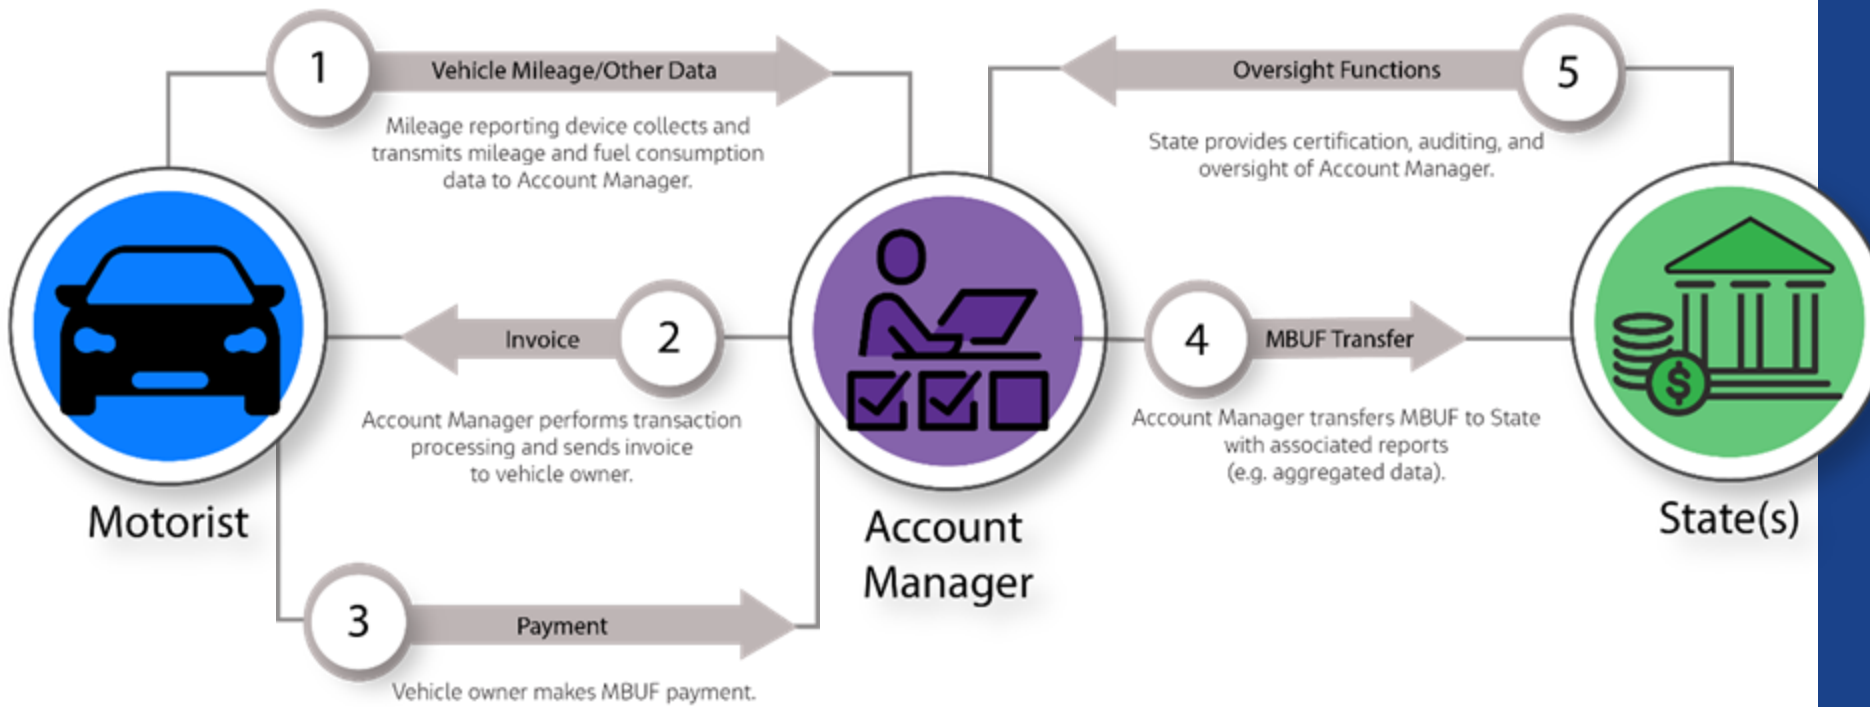 1
Vehicle Mileage/Other Data
Mileage reporting device collects and
transmits mileage and fuel consumption
data to Account Manager.
5
Oversight Functions
State provides certification, auditing, and
oversight of Account Manager.
2
Invoice
Account Manager performs transaction
processing and sends invoice
to vehicle owner.
4
MBUF Transfer
Account Manager transfers MBUF to State
with associated reports
(e.g. aggregated data).
$
Motorist
Account
Manager
State(s)
3
Payment
Vehicle owner makes MBUF payment.